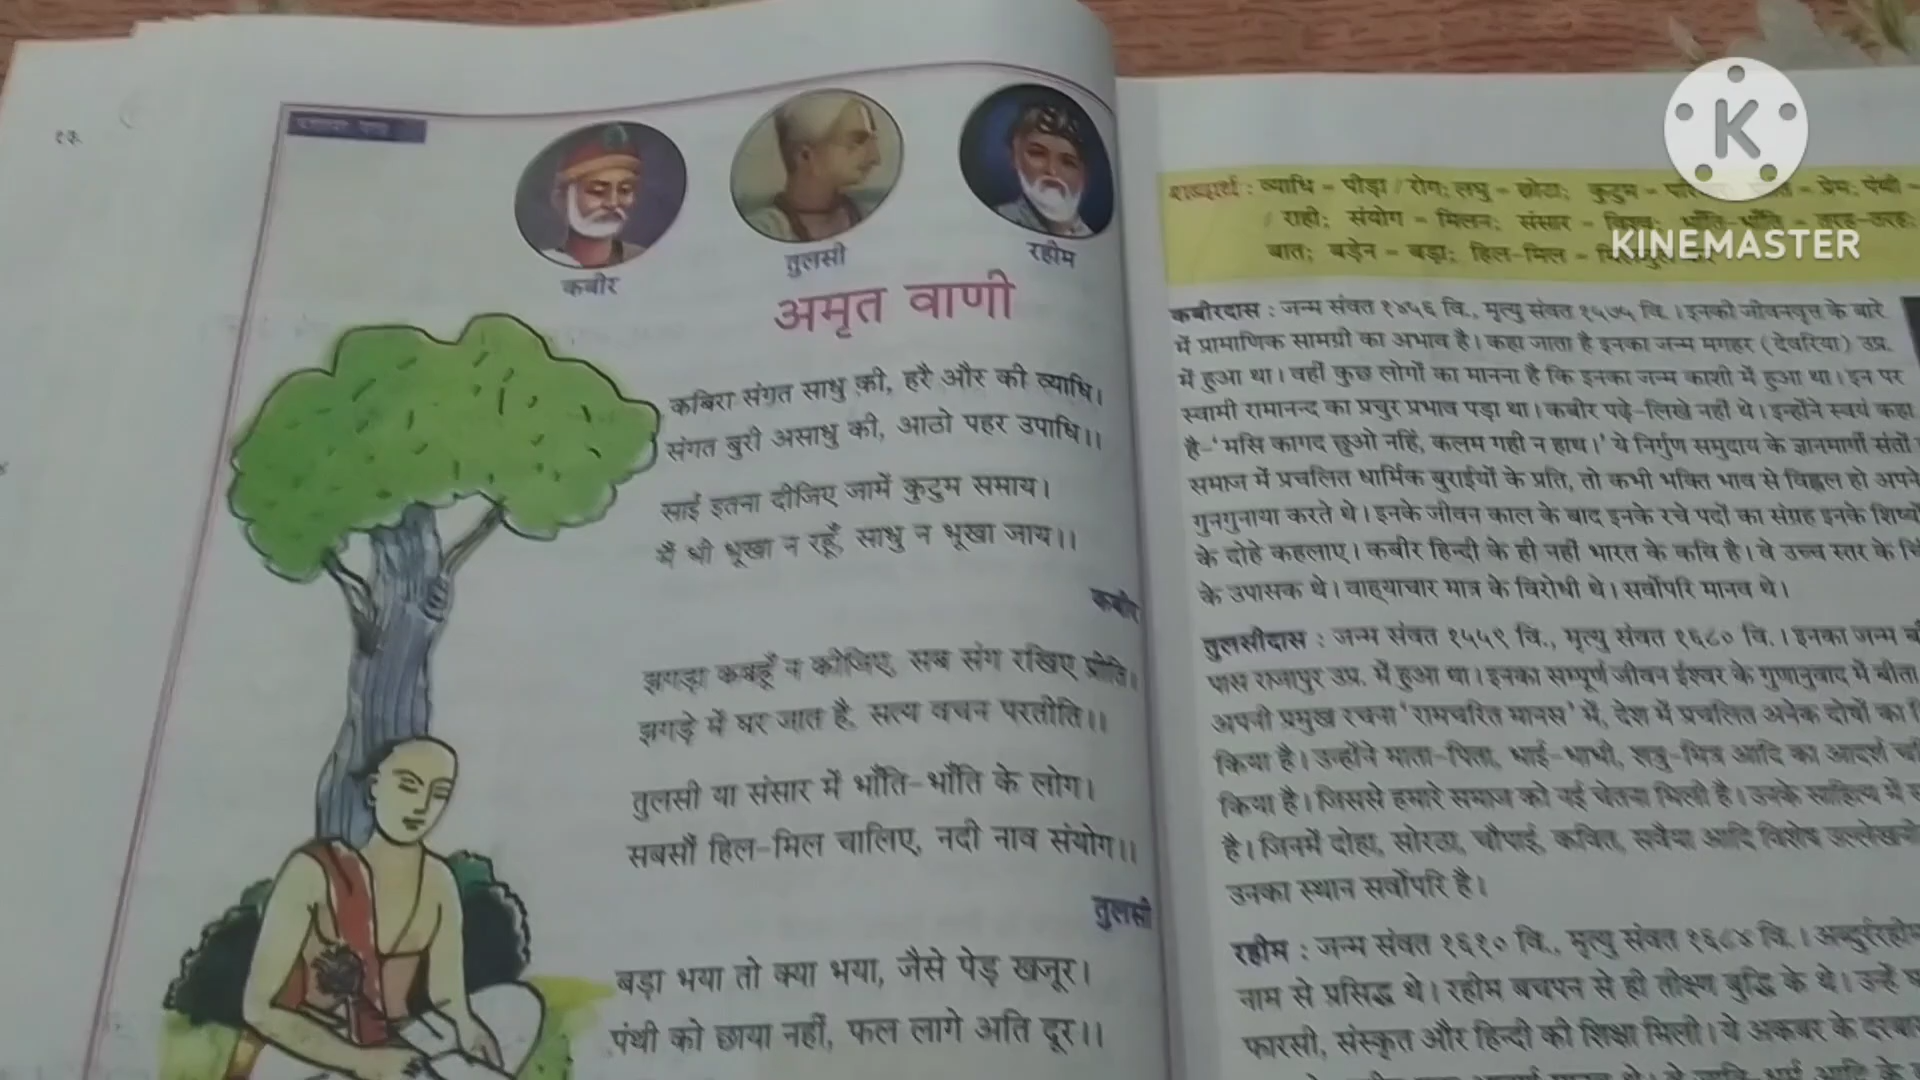 १३.
कबीर
तुलसी
रहीम
अमृत वाणी
कबिरा संगत साधु की, हरै और की व्याधि।
संगत बुरी असाधु की, आठो पहर उपाधि।।
साई इतना दीजिए जामें कुटुम समाय।
मैं भी भूखा न रहूँ, साधु न भूखा जाय।।
कबीर
झगड़ा कबहूँ न कीजिए, सब संग रखिए प्रीति।
झगड़े में घर जात है, सत्य वचन परतीति।।
तुलसी या संसार में भाँति-भाँति के लोग।
सबसौं हिल-मिल चालिए, नदी नाव संयोग।।
तुलसी
बड़ा भया तो क्या भया, जैसे पेड़ खजूर।
पंथी को छाया नहीं, फल लागे अति दूर।।
शब्दार्थ : व्याधि = पीड़ा / रोग; लघु = छोटा; कुटुम = = प्रेम; पंथी =
/ राही; संयोग = मिलन; संसार = विश्व; भाँति-भाँति = तरह-तरह;
बात; बड़ेन = बड़ा; हिल-मिल =
कबीरदास : जन्म संवत १४५६ वि., मृत्यु संवत १५७५ वि. । इनकी जीवनवृत्त के बारे
में प्रामाणिक सामग्री का अभाव है। कहा जाता है इनका जन्म मगहर (देवरिया) उप्र.
में हुआ था। वहीं कुछ लोगों का मानना है कि इनका जन्म काशी में हुआ था। इन पर
स्वामी रामानन्द का प्रचुर प्रभाव पड़ा था। कबीर पढ़े-लिखे नहीं थे। इन्होंने स्वयं कहा
है-'मसि कागद छुओ नहिं, कलम गही न हाथ।' ये निर्गुण समुदाय के ज्ञानमार्गी संतों
समाज में प्रचलित धार्मिक बुराईयों के प्रति, तो कभी भक्ति भाव से विह्वल हो अपने
गुनगुनाया करते थे। इनके जीवन काल के बाद इनके रचे पदों का संग्रह इनके शिष्यों
के दोहे कहलाए। कबीर हिन्दी के ही नहीं भारत के कवि है। वे उच्च स्तर के
के उपासक थे। वाह्याचार मात्र के विरोधी थे। सर्वोपरि मानव थे।
तुलसीदास : जन्म संवत १५५९ वि., मृत्यु संवत १६८० वि. । इनका जन्म
पास राजापुर उप्र. में हुआ था। इनका सम्पूर्ण जीवन ईश्वर के गुणानुवाद में बीता
अपनी प्रमुख रचना 'रामचरित मानस' में, देश में प्रचलित अनेक दोषों का
किया है। उन्होंने माता-पिता, भाई-भाभी, शत्रु-मित्र आदि का आदर्श
किया है। जिससे हमारे समाज को नई चेतना मिली है। उनके साहित्य में
है। जिनमें दोहा, सोरठा, चौपाई, कवित, सवैया आदि विशेष
उनका स्थान सर्वोपरि है।
रहीम : जन्म संवत १६१० वि., मृत्यु संवत १६८४ वि. । अब्दुर्ररहीम
नाम से प्रसिद्ध थे। रहीम बचपन से ही तीक्ष्ण बुद्धि के थे। उन्हें
फारसी, संस्कृत और हिन्दी की शिक्षा मिली। ये अकबर के दरबार
KINEMASTER